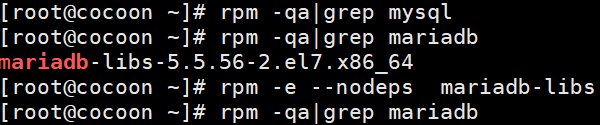 [root@cocoon ~]# rpm -qa|grep mysql
[root@cocoon ~]# rpm -qa|grep mariadb
mariadb-libs-5.5.56-2.el7.x86_64
[root@cocoon ~]# rpm -e --nodeps  mariadb-libs
[root@cocoon ~]# rpm -qa|grep mariadb